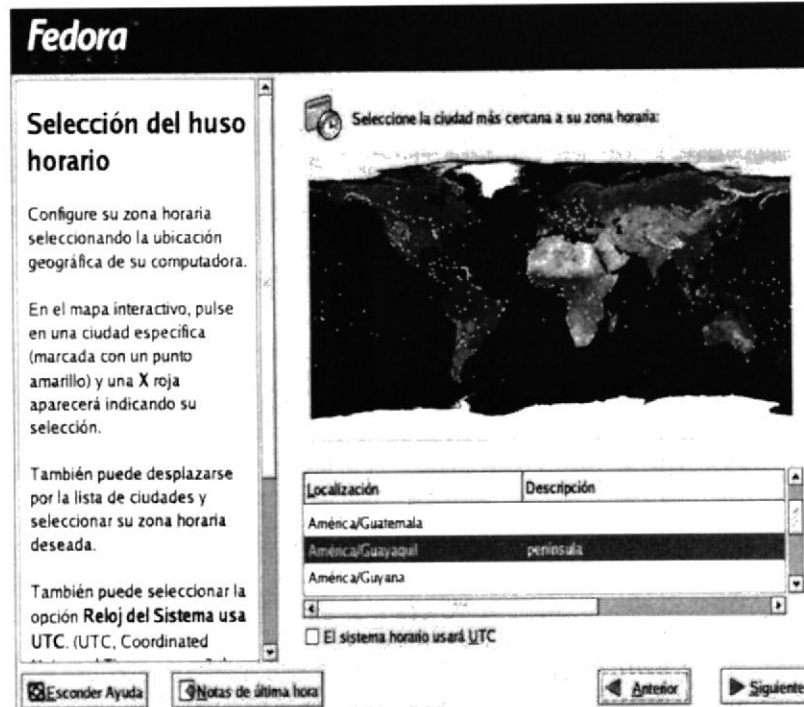 Fedora
CORE
Selección del huso
horario
Configure su zona horaria
seleccionando la ubicación
geográfica de su computadora.
En el mapa interactivo, pulse
en una ciudad específica
(marcada con un punto
amarillo) y una X roja
aparecerá indicando su
selección.
También puede desplazarse
por la lista de ciudades y
seleccionar su zona horaria
deseada.
También puede seleccionar la
opción Reloj del Sistema usa
UTC. (UTC, Coordinated
Seleccione la ciudad más cercana a su zona horaria:
Localización Descripción
América/Guatemala
América/Guayaquil península
América/Guyana
El sistema horario usará UTC
Esconder Ayuda
Notas de última hora
Anterior
Siguiente